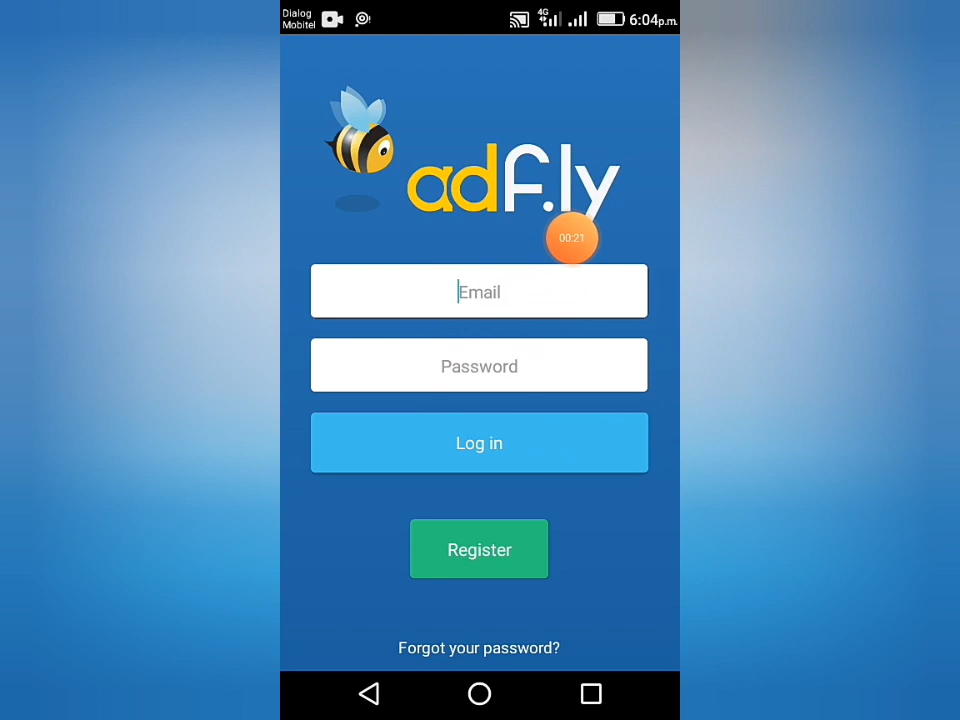 Dialog
Mobitel
4G
6:04p.m.
adf.ly
00:21
Email
Password
Log in
Register
Forgot your password?